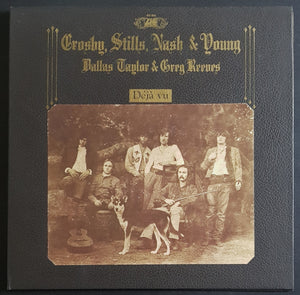 Crosby, Stills, Nash & Young
Dallas Taylor & Greg Reeves
Déjà vu